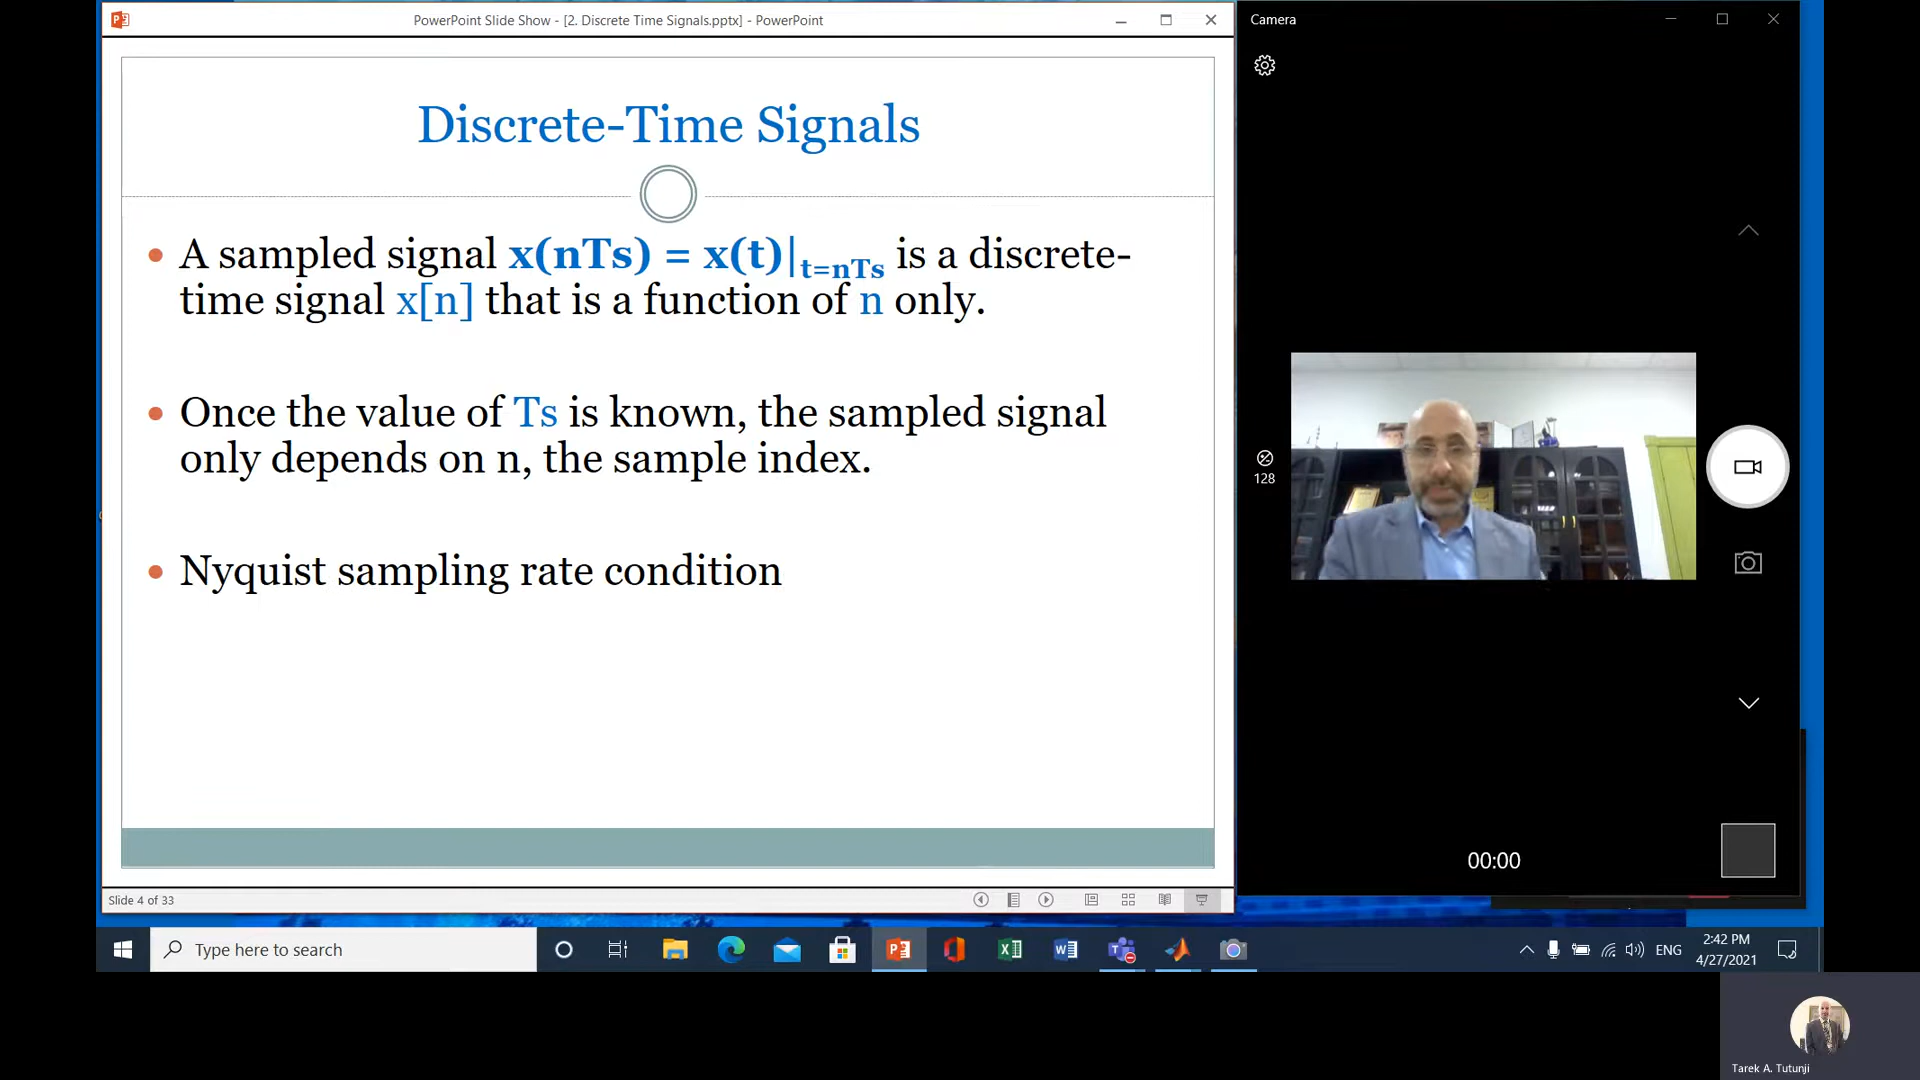 PowerPoint Slide Show - [2. Discrete Time Signals.pptx] - PowerPoint
Camera
Discrete-Time Signals
A sampled signal x(nTs) = x(t)|t=nTs is a discrete-
time signal x[n] that is a function of n only.
Once the value of Ts is known, the sampled signal
only depends on n, the sample index.
Nyquist sampling rate condition
128
00:00
Slide 4 of 33
Type here to search
ENG
2:42 PM
4/27/2021
Tarek A. Tutunji